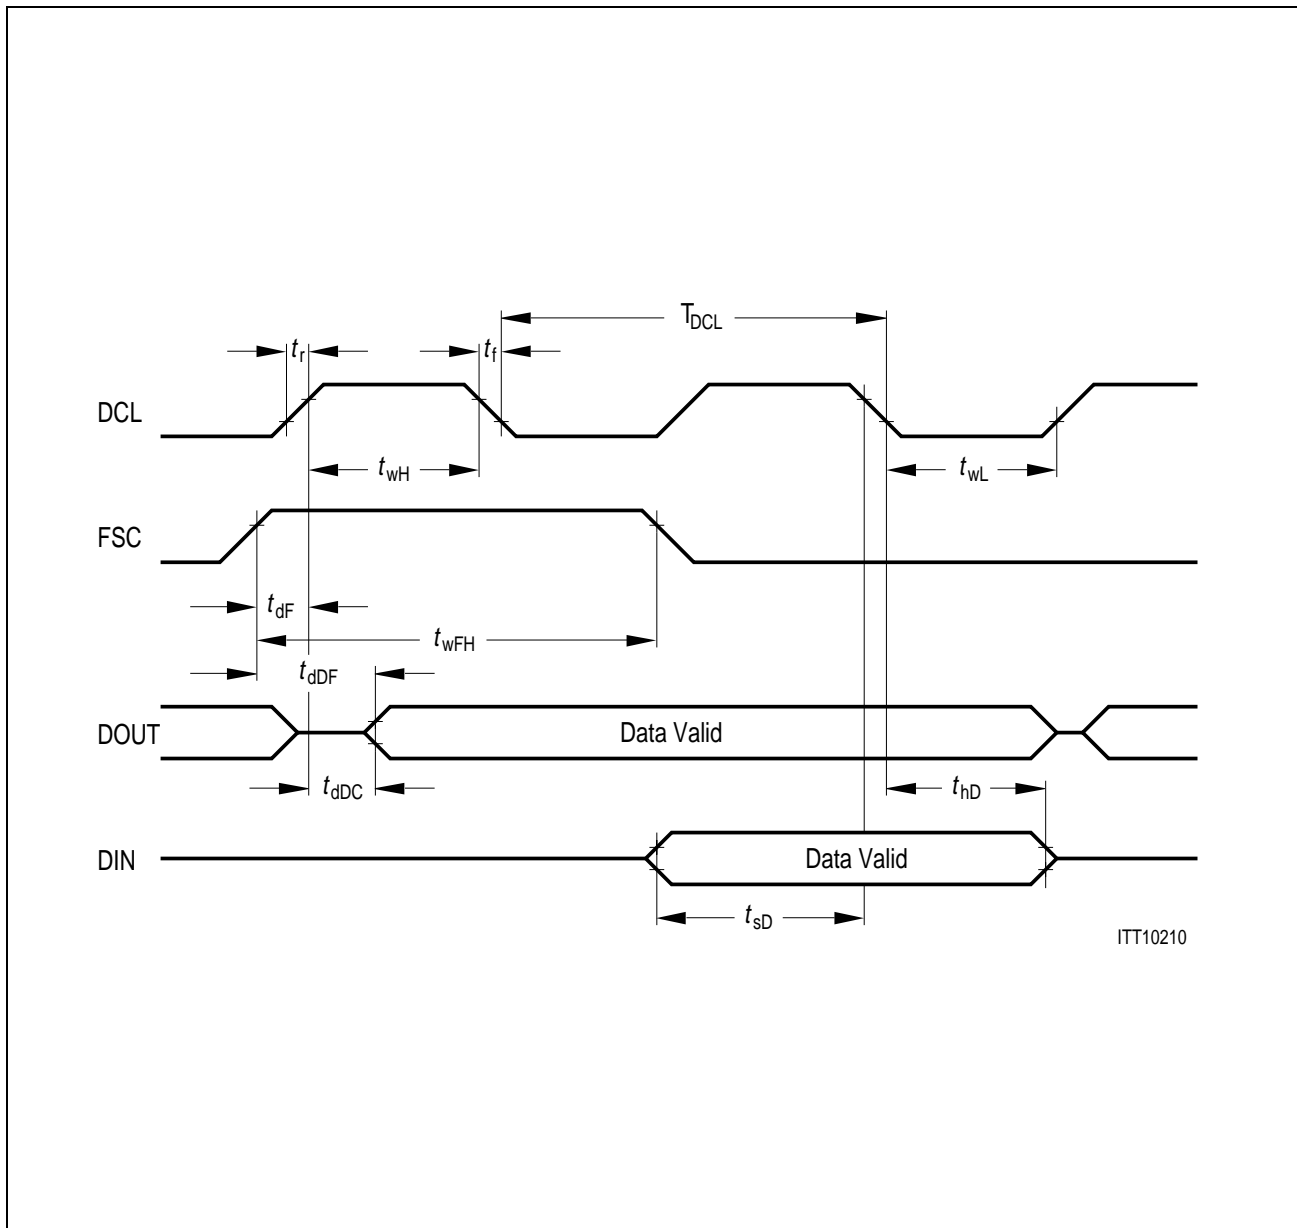 T_DCL
t_r
t_f
DCL
t_wH
t_wL
FSC
t_dF
t_wFH
t_dDF
DOUT
Data Valid
t_dDC
t_hD
DIN
Data Valid
t_sD
ITT10210